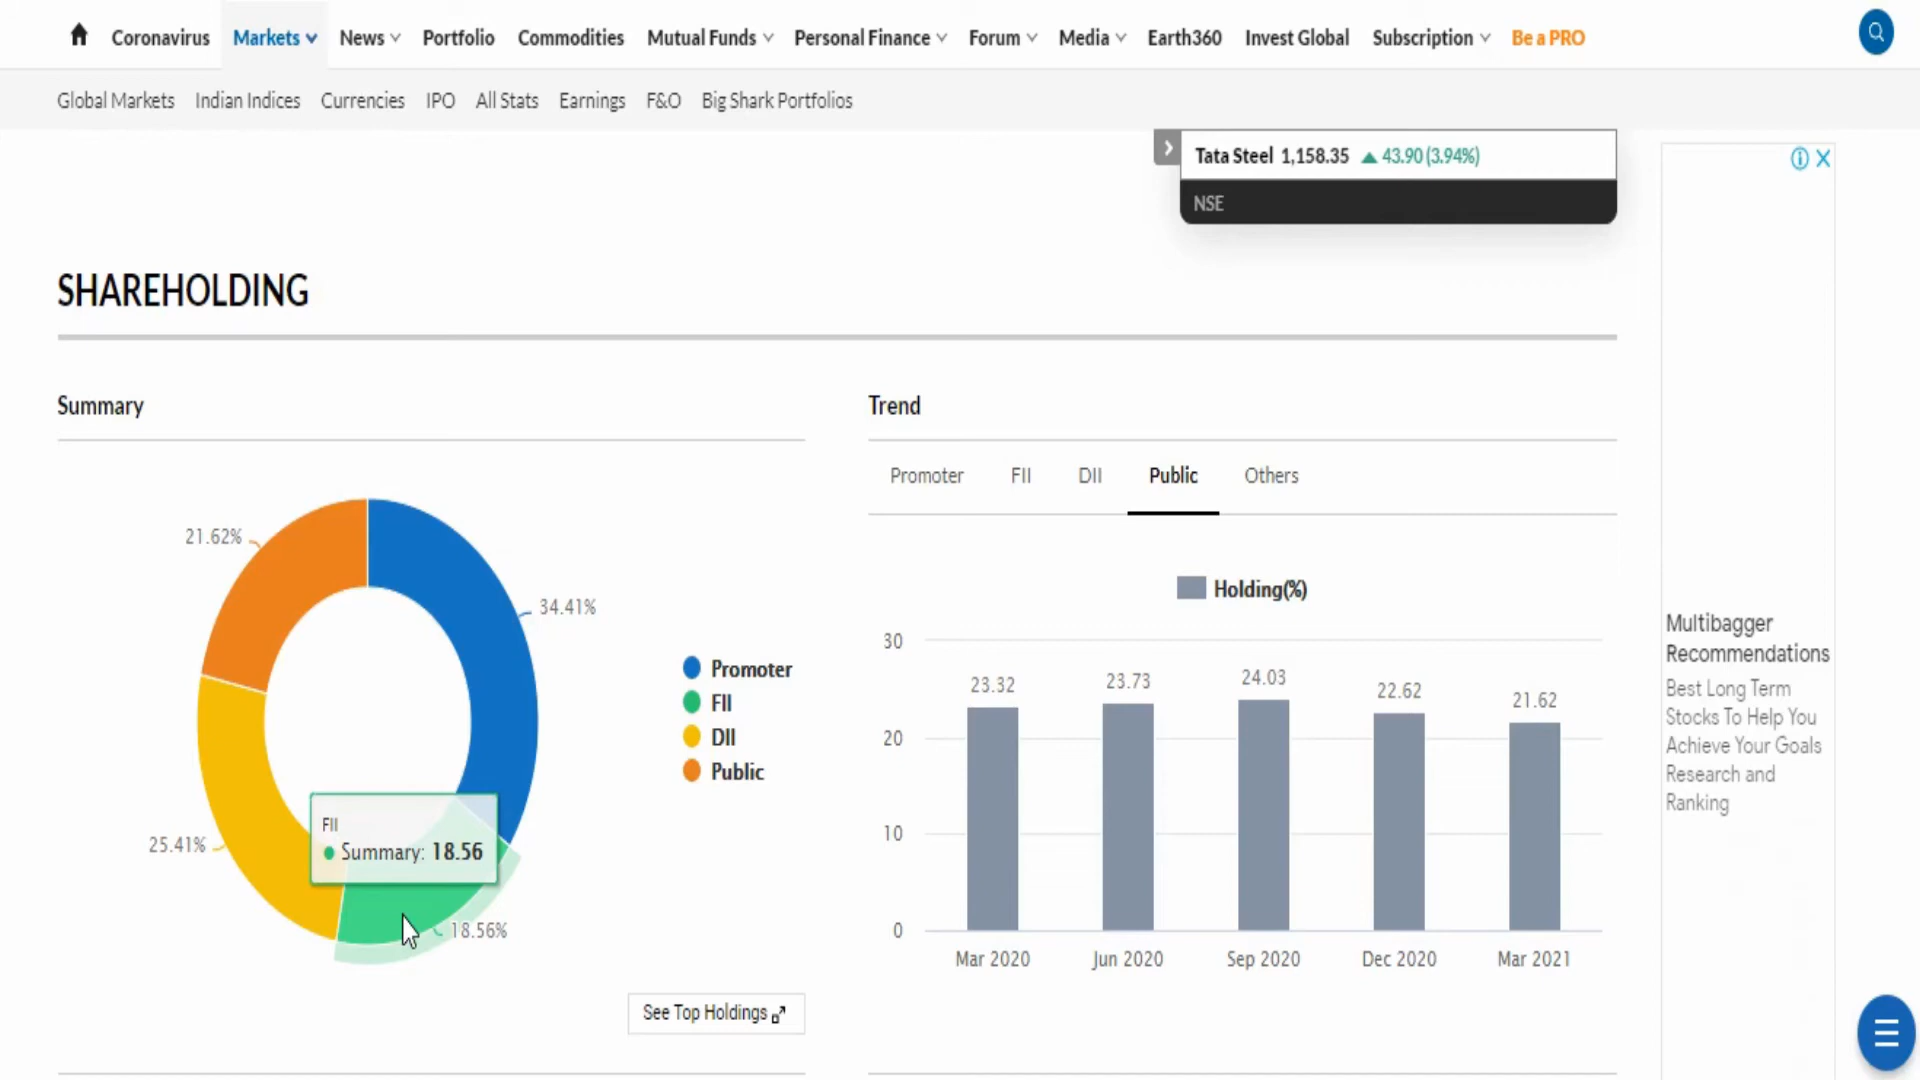 Coronavirus Markets News Portfolio Commodities Mutual Funds Personal Finance Forum Media Earth360 Invest Global Subscription Be a PRO
Global Markets Indian Indices Currencies IPO All Stats Earnings F&O Big Shark Portfolios
Tata Steel 1,158.35 ▲ 43.90 (3.94%)
NSE
SHAREHOLDING
Summary
21.62%
34.41%
Promoter
FII
DII
Public
25.41%
FII
Summary: 18.56
18.56%
See Top Holdings
Trend
Promoter FII DII Public Others
Holding(%)
30
20
10
0
23.32 23.73 24.03 22.62 21.62
Mar 2020 Jun 2020 Sep 2020 Dec 2020 Mar 2021
Multibagger
Recommendations
Best Long Term
Stocks To Help You
Achieve Your Goals
Research and
Ranking